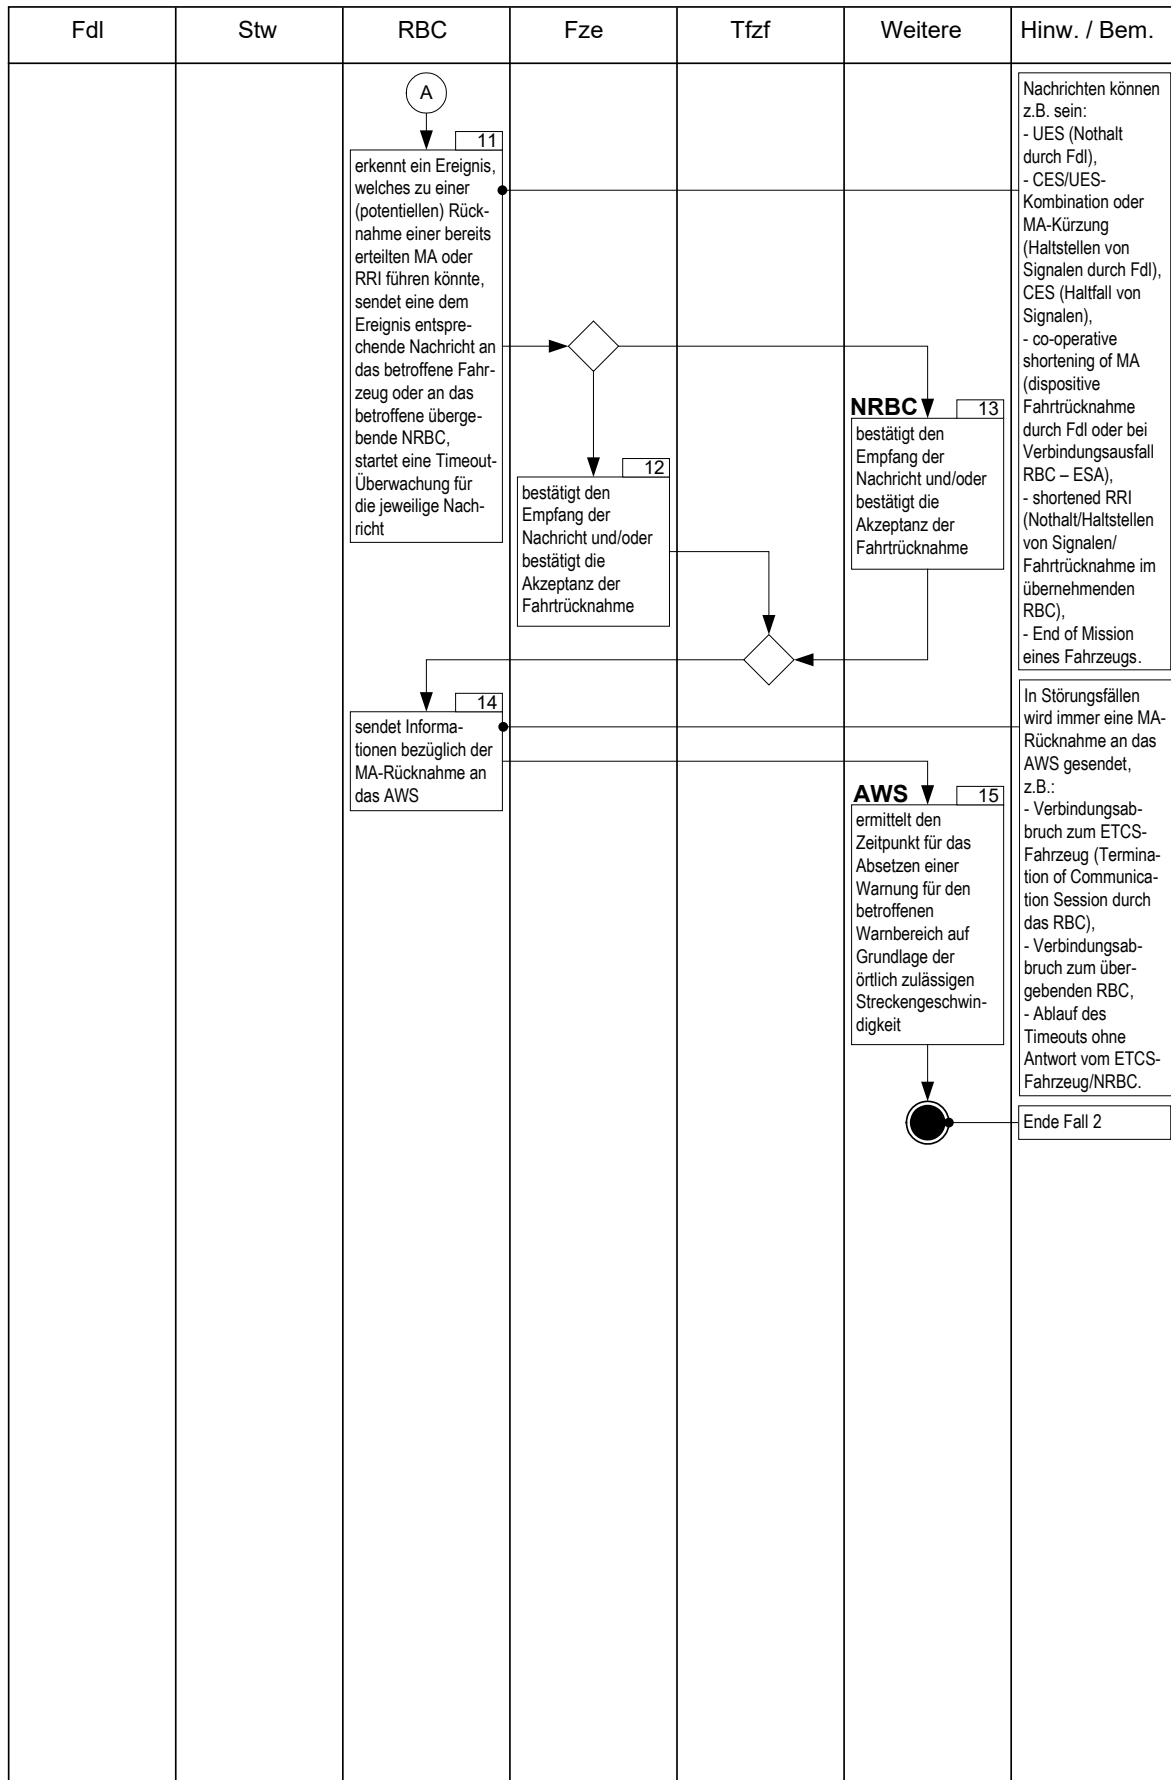 Fdl
Stw
RBC
Fze
Tfzf
Weitere
Hinw. / Bem.
A
11
erkennt ein Ereignis,
welches zu einer
(potentiellen) Rück-
nahme einer bereits
erteilten MA oder
RRI führen könnte,
sendet eine dem
Ereignis entspre-
chende Nachricht an
das betroffene Fahr-
zeug oder an das
betroffene überge-
bende NRBC,
startet eine Timeout-
Überwachung für
die jeweilige Nach-
richt
Nachrichten können
z.B. sein:
- UES (Nothalt
durch Fdl),
- CES/UES-
Kombination oder
MA-Kürzung
(Haltstellen von
Signalen durch Fdl),
CES (Haltfall von
Signalen),
- co-operative
shortening of MA
(dispositive
Fahrtrücknahme
durch Fdl oder bei
Verbindungsausfall
RBC – ESA),
- shortened RRI
(Nothalt/Haltstellen
von Signalen/
Fahrtrücknahme im
übernehmenden
RBC),
- End of Mission
eines Fahrzeugs.
12
bestätigt den
Empfang der
Nachricht und/oder
bestätigt die
Akzeptanz der
Fahrtrücknahme
NRBC
13
bestätigt den
Empfang der
Nachricht und/oder
bestätigt die
Akzeptanz der
Fahrtrücknahme
14
sendet Informa-
tionen bezüglich der
MA-Rücknahme an
das AWS
In Störungsfällen
wird immer eine MA-
Rücknahme an das
AWS gesendet,
z.B.:
- Verbindungsab-
bruch zum ETCS-
Fahrzeug (Termina-
tion of Communica-
tion Session durch
das RBC),
- Verbindungsab-
bruch zum über-
gebenden RBC,
- Ablauf des
Timeouts ohne
Antwort vom ETCS-
Fahrzeug/NRBC.
AWS
15
ermittelt den
Zeitpunkt für das
Absetzen einer
Warnung für den
betroffenen
Warnbereich auf
Grundlage der
örtlich zulässigen
Streckengeschwin-
digkeit
Ende Fall 2